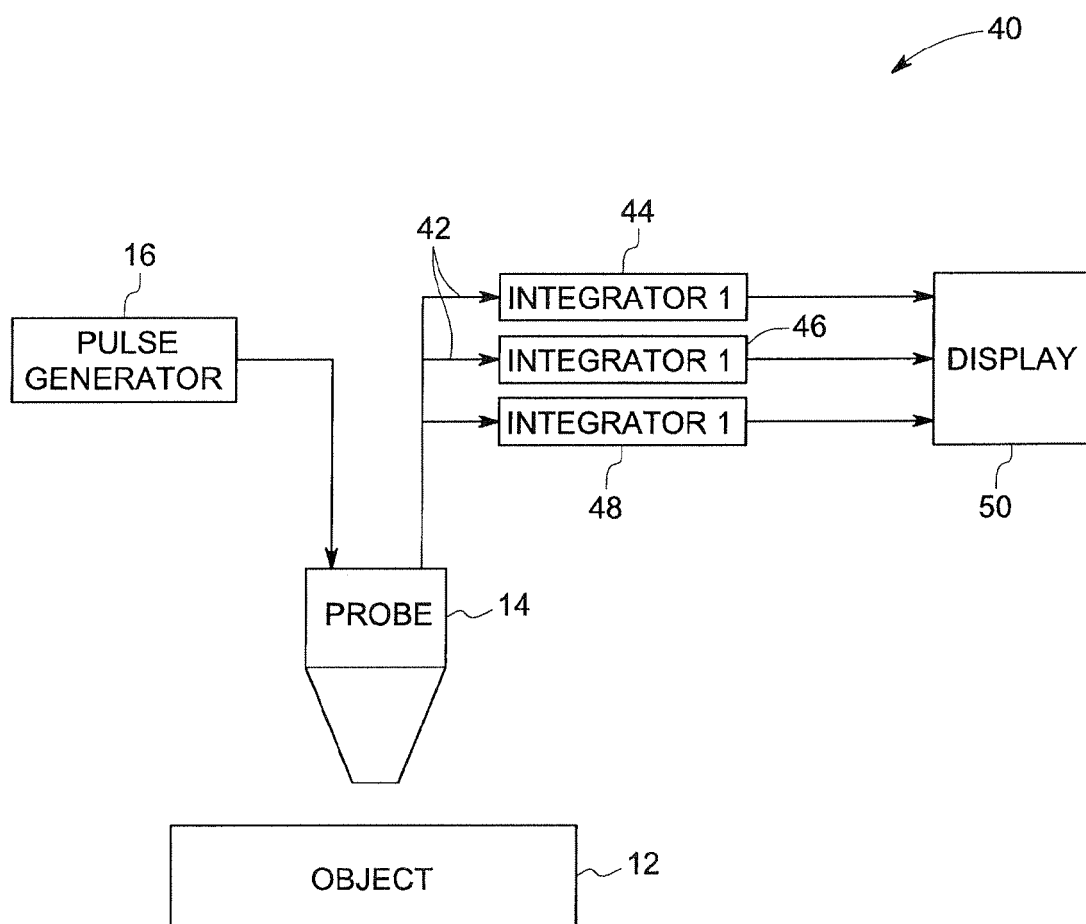 40
42
44
16
INTEGRATOR 1
46
PULSE
GENERATOR
INTEGRATOR 1
DISPLAY
INTEGRATOR 1
48
50
PROBE
14
OBJECT
12